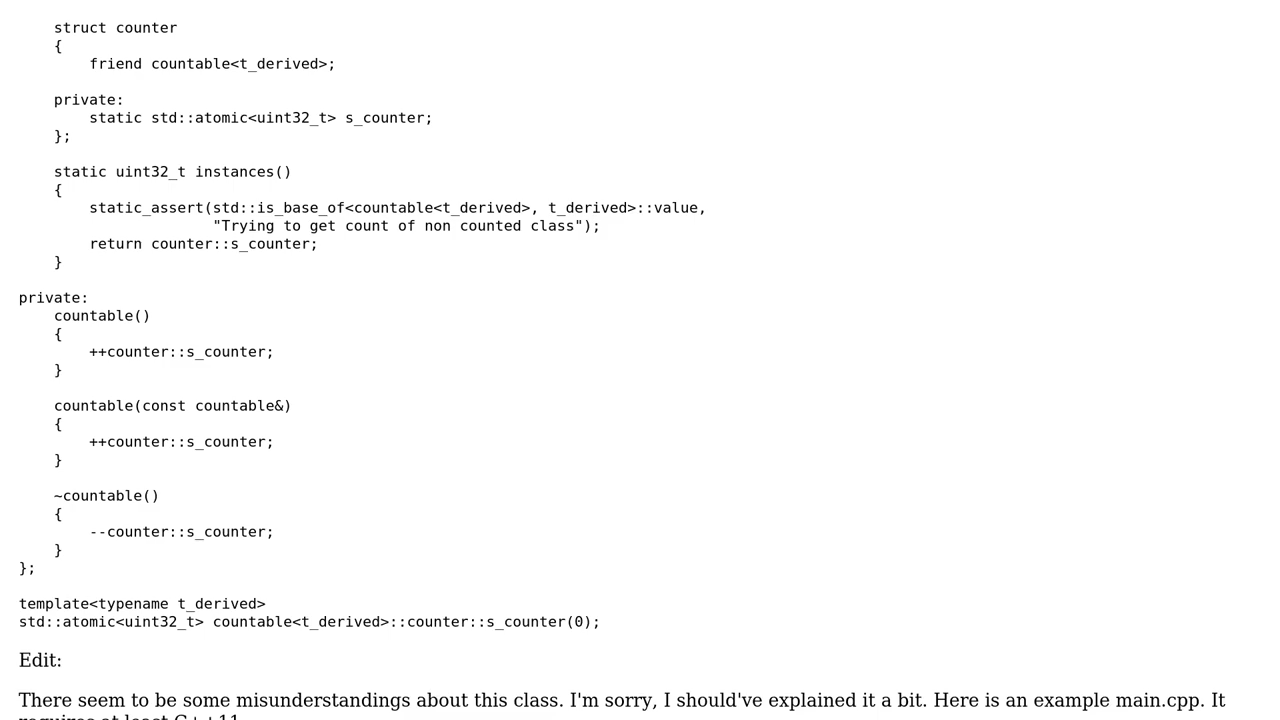 struct counter
    {
        friend countable<t_derived>;

    private:
        static std::atomic<uint32_t> s_counter;
    };

    static uint32_t instances()
    {
        static_assert(std::is_base_of<countable<t_derived>, t_derived>::value,
                      "Trying to get count of non counted class");
        return counter::s_counter;
    }

private:
    countable()
    {
        ++counter::s_counter;
    }

    countable(const countable&)
    {
        ++counter::s_counter;
    }

    ~countable()
    {
        --counter::s_counter;
    }
};

template<typename t_derived>
std::atomic<uint32_t> countable<t_derived>::counter::s_counter(0);

Edit:

There seem to be some misunderstandings about this class. I'm sorry, I should've explained it a bit. Here is an example main.cpp. It
requires at least C++11